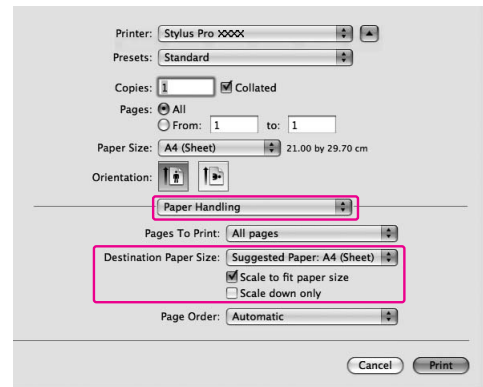 Printer: Stylus Pro XXXX
Presets: Standard
Copies: 1 Collated
Pages: All
From: 1 to: 1
Paper Size: A4 (Sheet) 21.00 by 29.70 cm
Orientation:
Paper Handling
Pages To Print: All pages
Destination Paper Size: Suggested Paper: A4 (Sheet)
Scale to fit paper size
Scale down only
Page Order: Automatic
Cancel Print